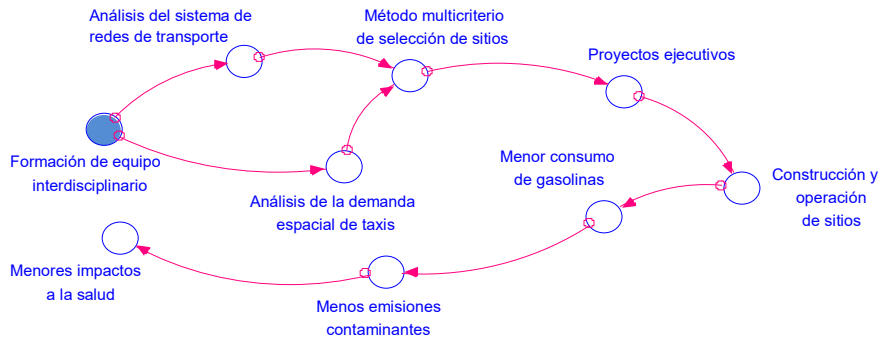 Análisis del sistema de
redes de transporte
Método multicriterio
de selección de sitios
Proyectos ejecutivos
Formación de equipo
interdisciplinario
Análisis de la demanda
espacial de taxis
Menor consumo
de gasolinas
Construcción y
operación
de sitios
Menores impactos
a la salud
Menos emisiones
contaminantes